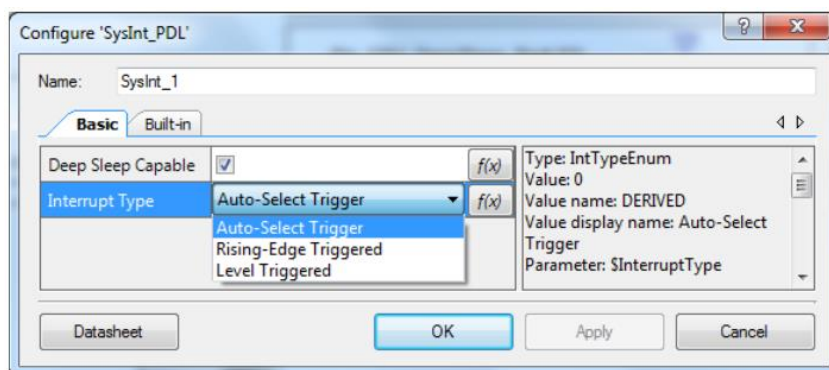 Configure 'SysInt_PDL'
Name: SysInt_1
Basic Built-in
Deep Sleep Capable f(x)
Interrupt Type Auto-Select Trigger f(x)
Auto-Select Trigger
Rising-Edge Triggered
Level Triggered
Type: IntTypeEnum
Value: 0
Value name: DERIVED
Value display name: Auto-Select
Trigger
Parameter: $InterruptType
Datasheet OK Apply Cancel